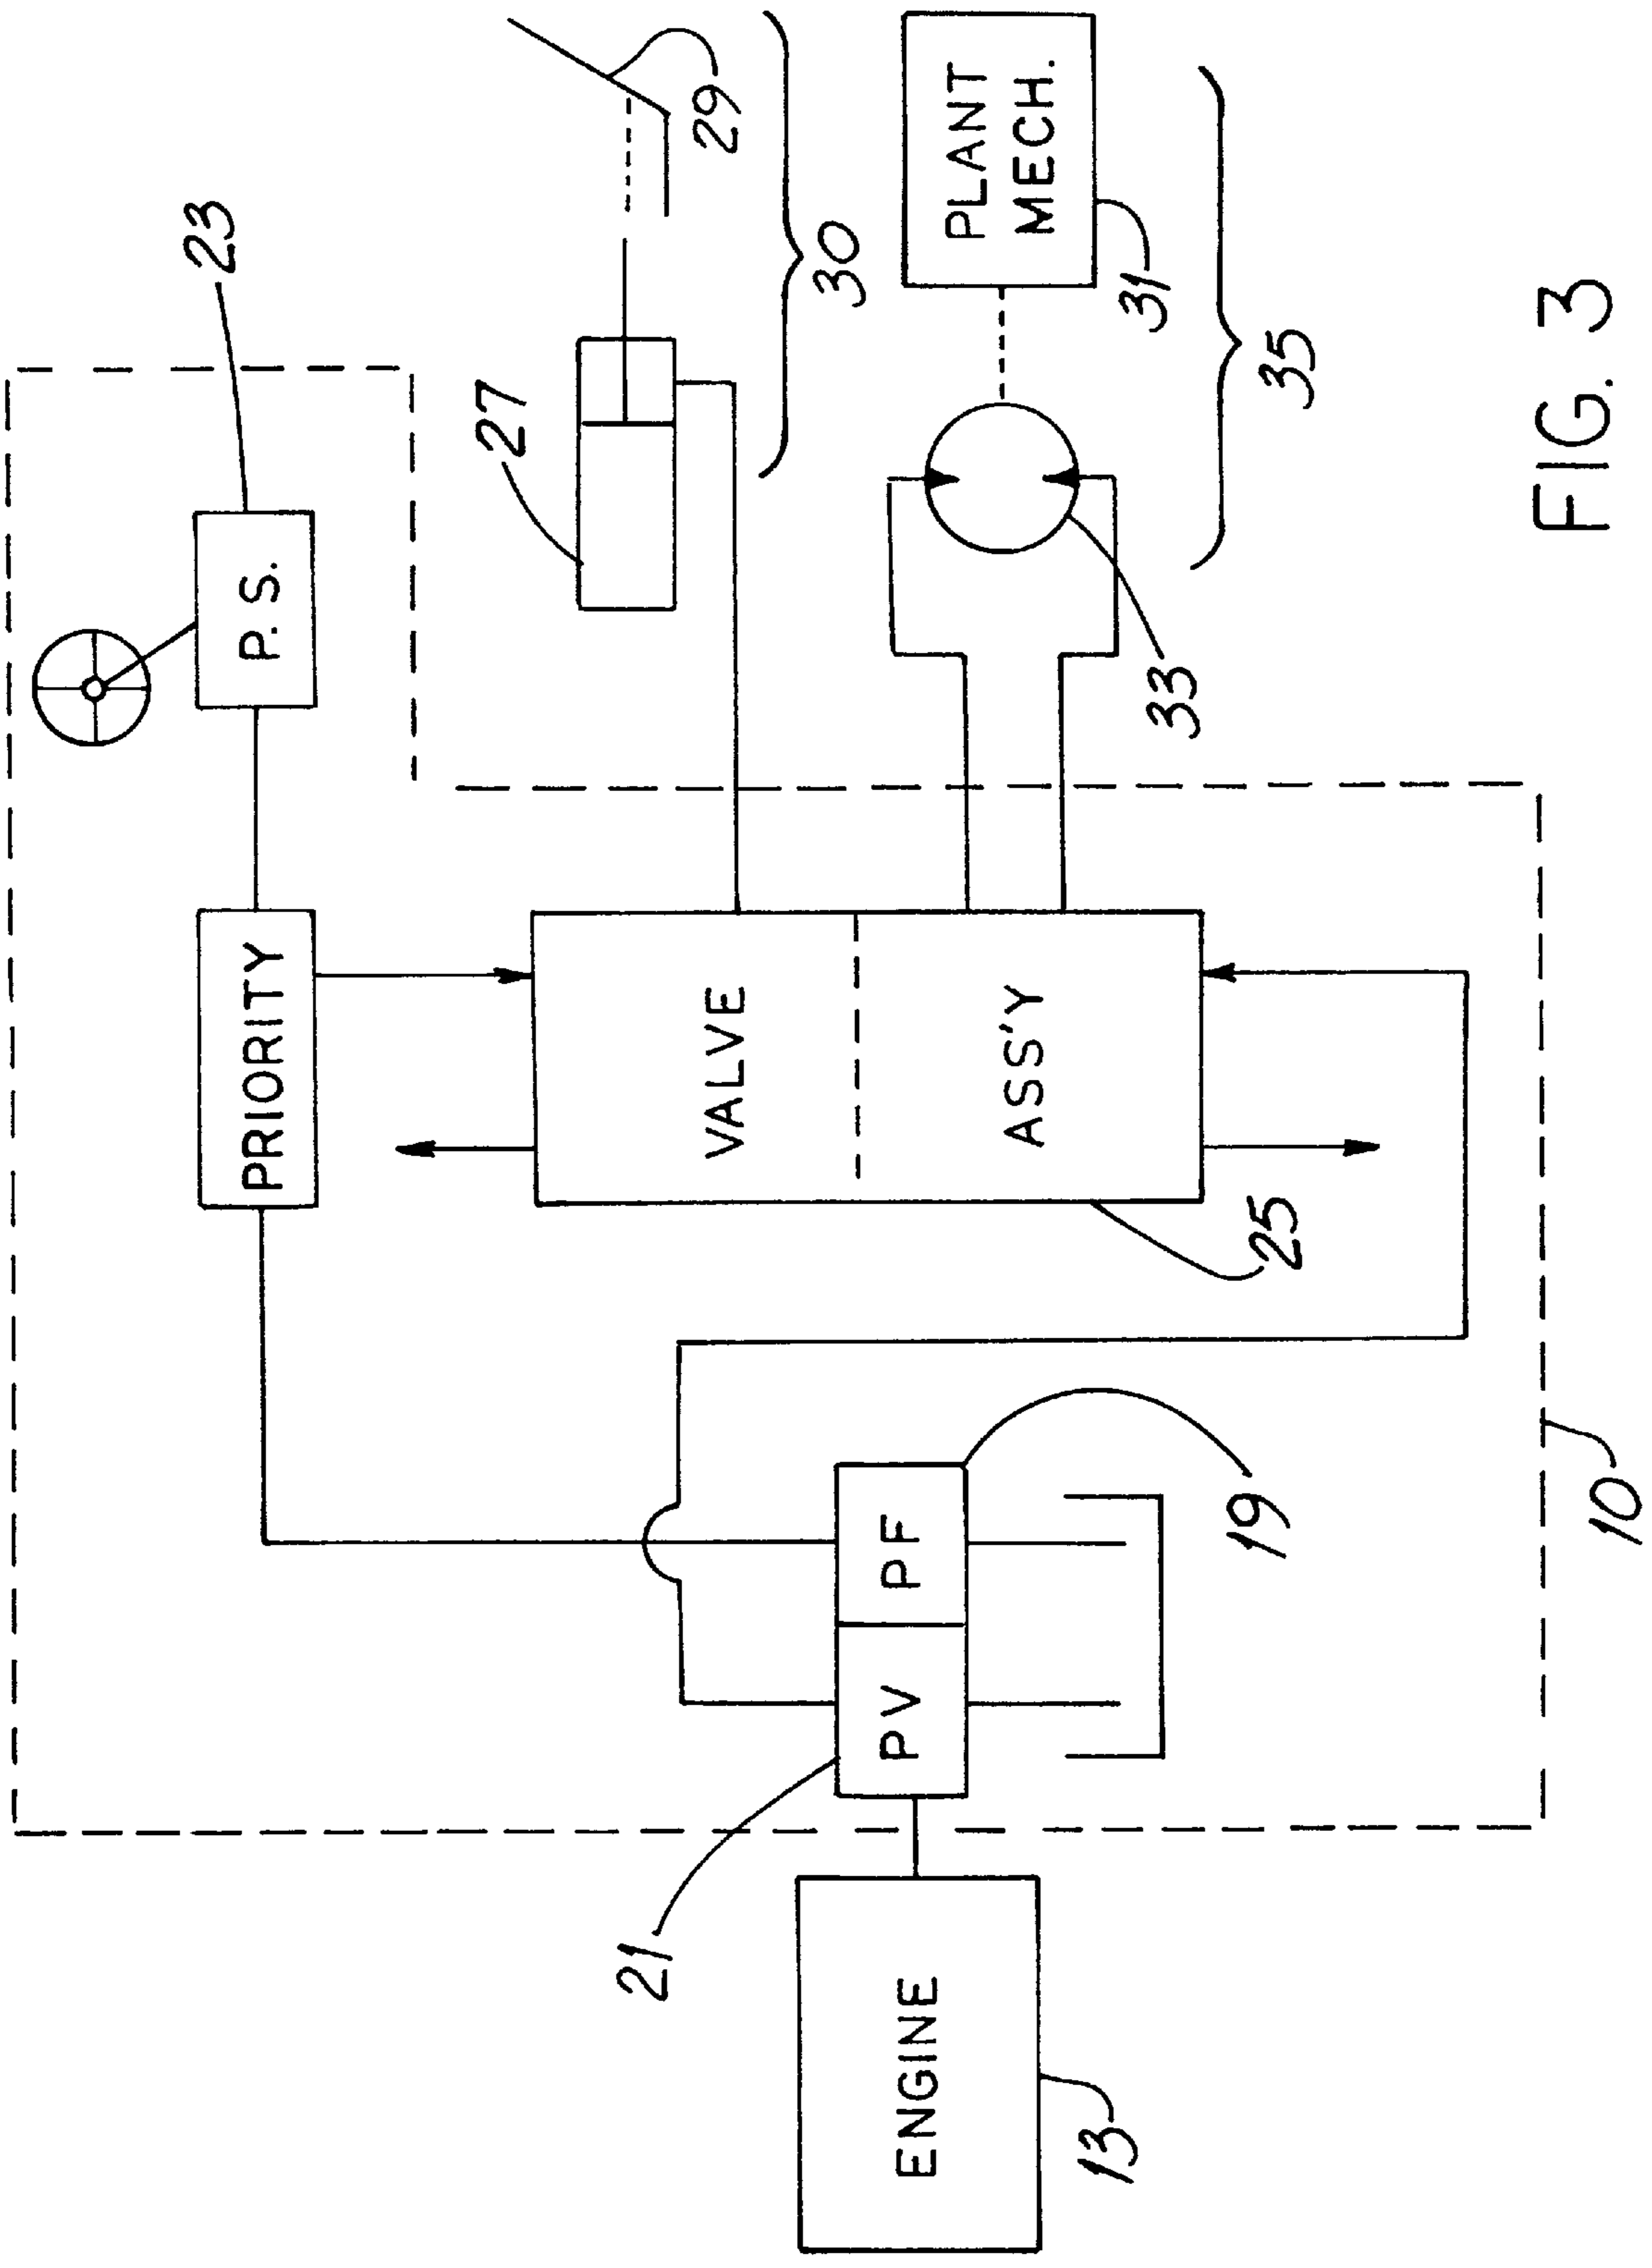 23
P. S.
PRIORITY
29
27
30
VALVE
ASS'Y
25
PLANT
MECH.
31
33
35
PV
PF
21
19
ENGINE
13
10
FIG. 3